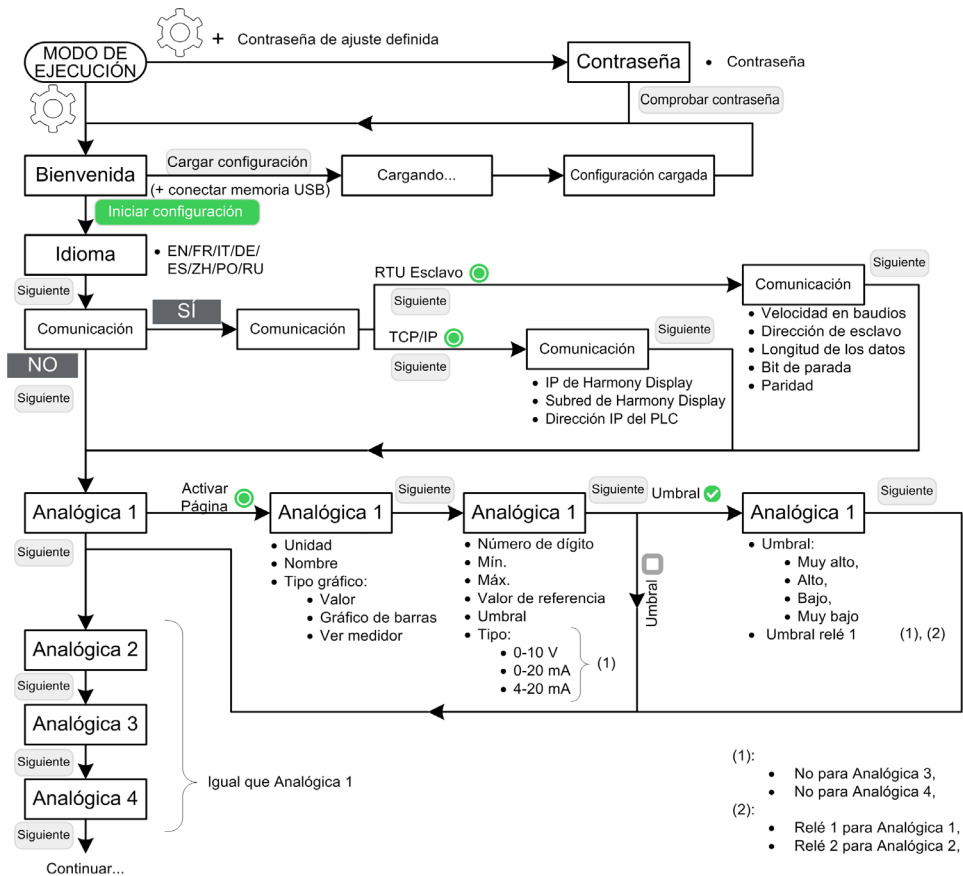 + Contraseña de ajuste definida
MODO DE
EJECUCIÓN
Contraseña
• Contraseña
Comprobar contraseña
Bienvenida
Cargar configuración
(+ conectar memoria USB)
Cargando...
Configuración cargada
Iniciar configuración
Idioma
• EN/FR/IT/DE/
ES/ZH/PO/RU
Siguiente
Comunicación
SÍ
Comunicación
RTU Esclavo
Siguiente
TCP/IP
Siguiente
Comunicación
Siguiente
• IP de Harmony Display
• Subred de Harmony Display
• Dirección IP del PLC
Comunicación
Siguiente
• Velocidad en baudios
• Dirección de esclavo
• Longitud de los datos
• Bit de parada
• Paridad
NO
Siguiente
Analógica 1
Siguiente
Activar
Página
Analógica 1
Siguiente
• Unidad
• Nombre
• Tipo gráfico:
• Valor
• Gráfico de barras
• Ver medidor
Analógica 1
Siguiente
• Número de dígito
• Mín.
• Máx.
• Valor de referencia
• Umbral
• Tipo:
• 0-10 V
• 0-20 mA
• 4-20 mA
(1)
Umbral
Umbral
Analógica 1
Siguiente
• Umbral:
• Muy alto,
• Alto,
• Bajo,
• Muy bajo
• Umbral relé 1 (1), (2)
Analógica 2
Siguiente
Analógica 3
Siguiente
Analógica 4
Siguiente
Continuar...
Igual que Analógica 1
(1):
• No para Analógica 3,
• No para Analógica 4,
(2):
• Relé 1 para Analógica 1,
• Relé 2 para Analógica 2,